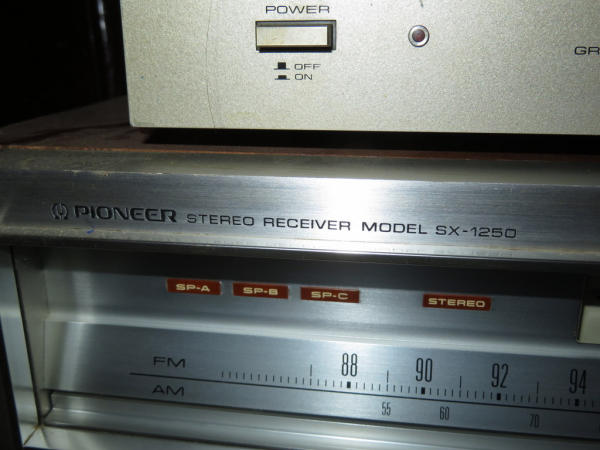 POWER
OFF
ON
GR
PIONEER STEREO RECEIVER MODEL SX-1250
SP-A SP-B SP-C STEREO
FM 88 90 92 94
AM 55 60 70